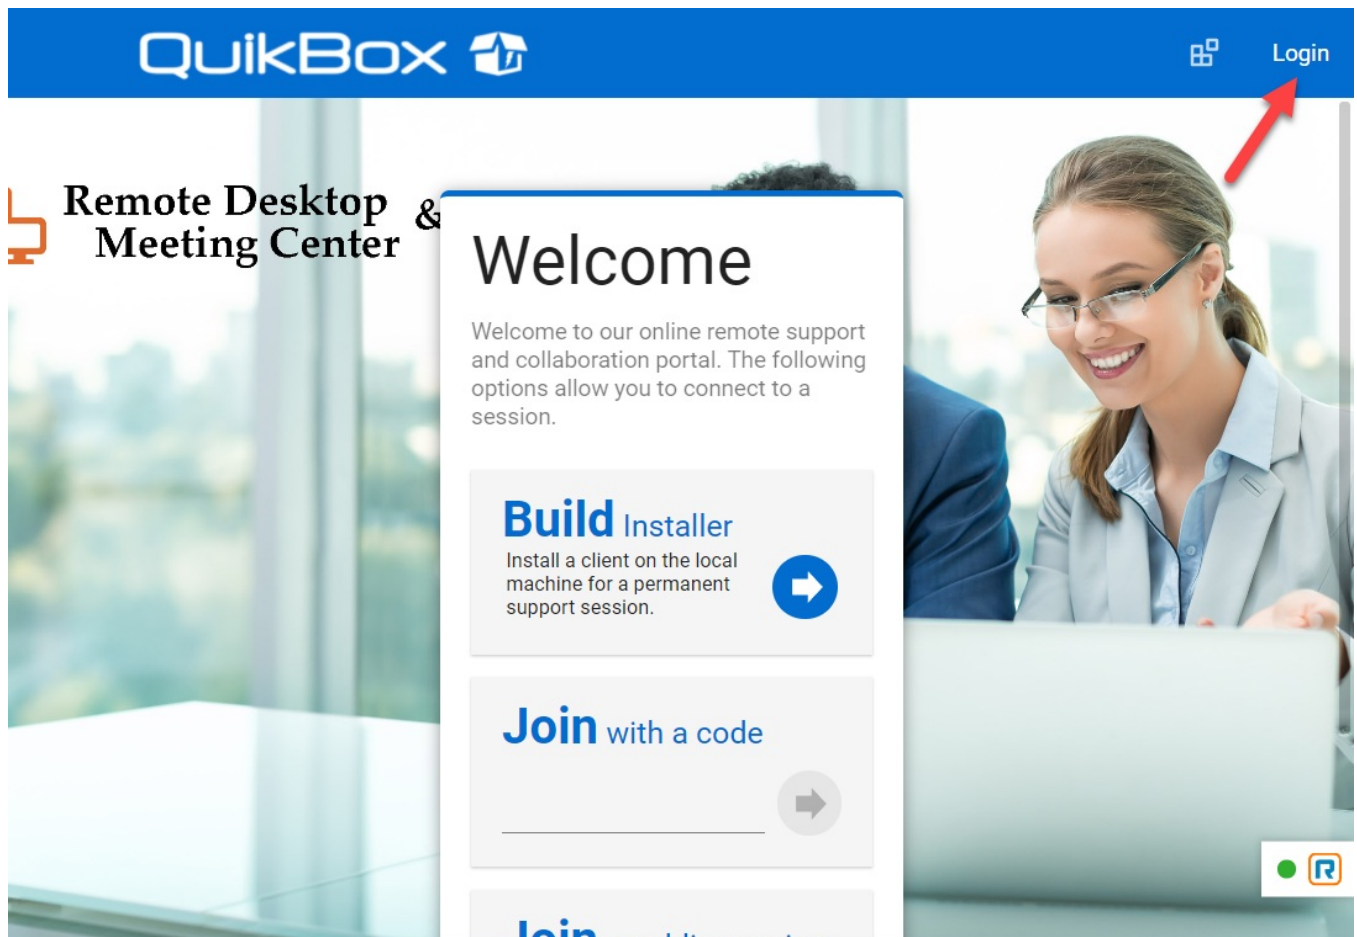 QuikBox
Login
Remote Desktop &
Meeting Center
Welcome
Welcome to our online remote support
and collaboration portal. The following
options allow you to connect to a
session.
Build Installer
Install a client on the local
machine for a permanent
support session.
Join with a code
Join